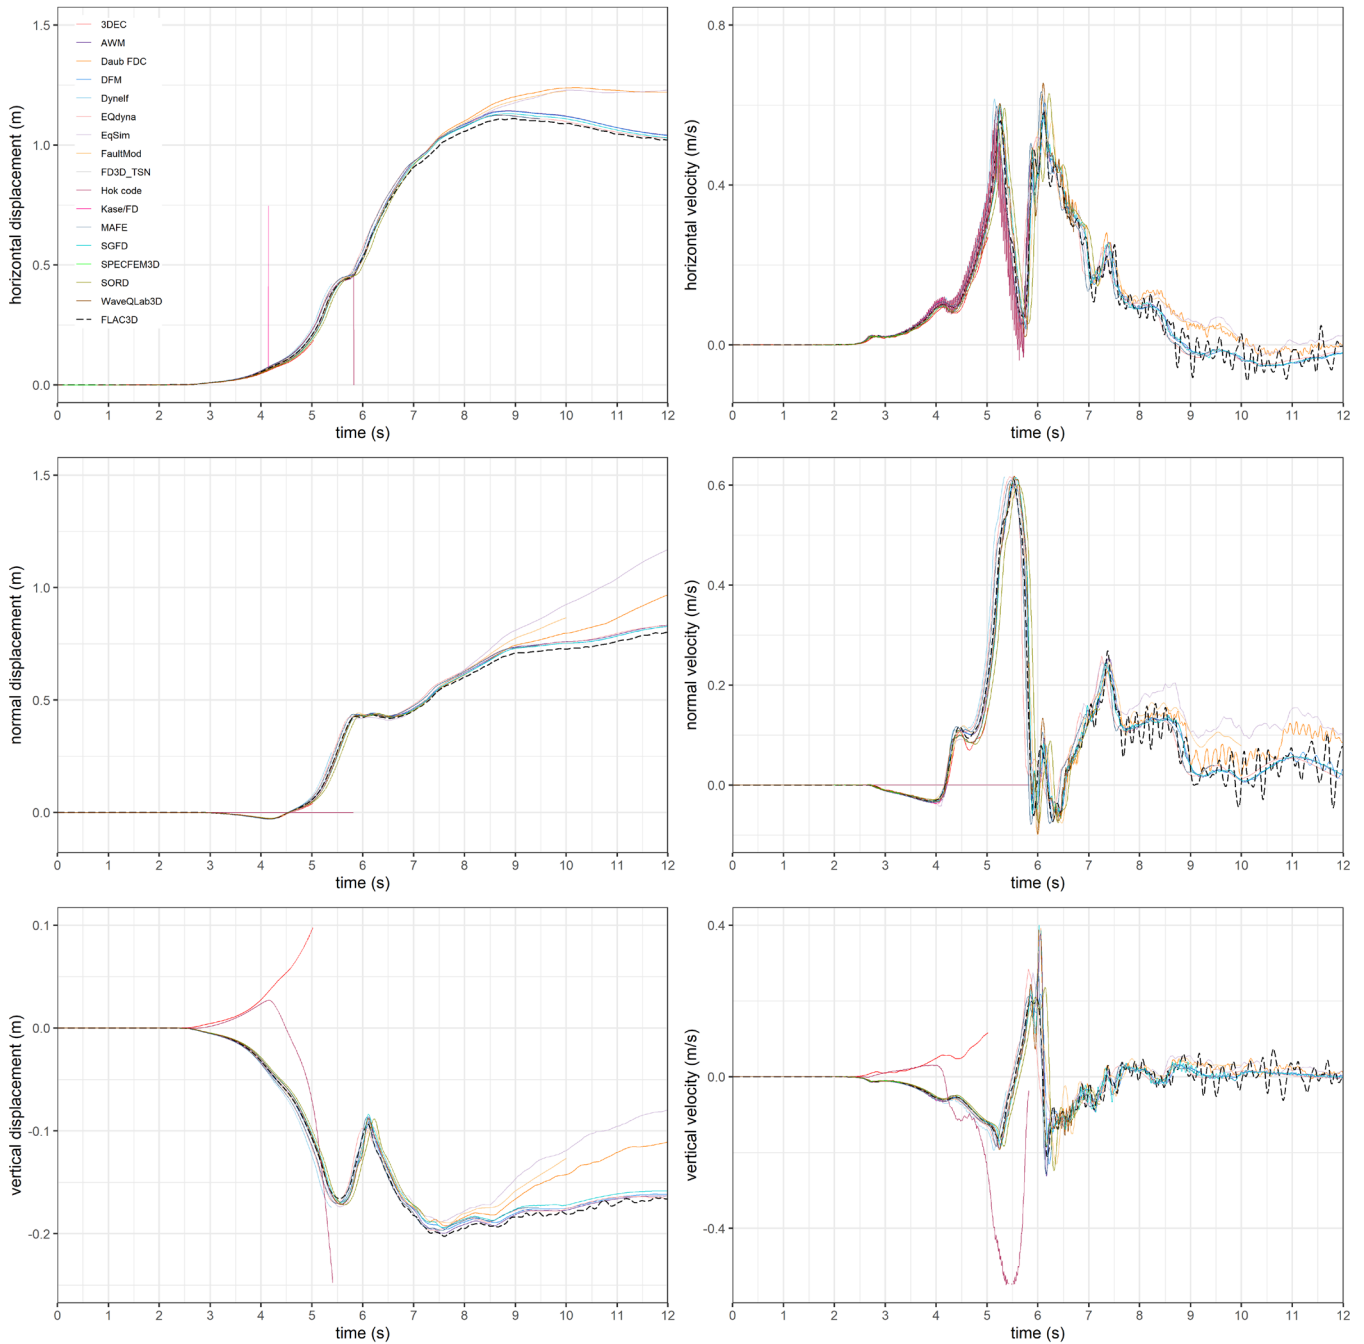 1.5
1.0
0.5
0.0
horizontal displacement (m)
3DEC
AWM
Daub FDC
DFM
Dynelf
EQdyna
EqSim
FaultMod
FD3D_TSN
Hok code
Kase/FD
MAFE
SGFD
SPECFEM3D
SORD
WaveQLab3D
FLAC3D
0 1 2 3 4 5 6 7 8 9 10 11 12
time (s)
0.8
0.4
0.0
horizontal velocity (m/s)
0 1 2 3 4 5 6 7 8 9 10 11 12
time (s)
1.5
1.0
0.5
0.0
normal displacement (m)
0 1 2 3 4 5 6 7 8 9 10 11 12
time (s)
0.6
0.4
0.2
0.0
normal velocity (m/s)
0 1 2 3 4 5 6 7 8 9 10 11 12
time (s)
0.1
0.0
-0.1
-0.2
vertical displacement (m)
0 1 2 3 4 5 6 7 8 9 10 11 12
time (s)
0.4
0.0
-0.4
vertical velocity (m/s)
0 1 2 3 4 5 6 7 8 9 10 11 12
time (s)